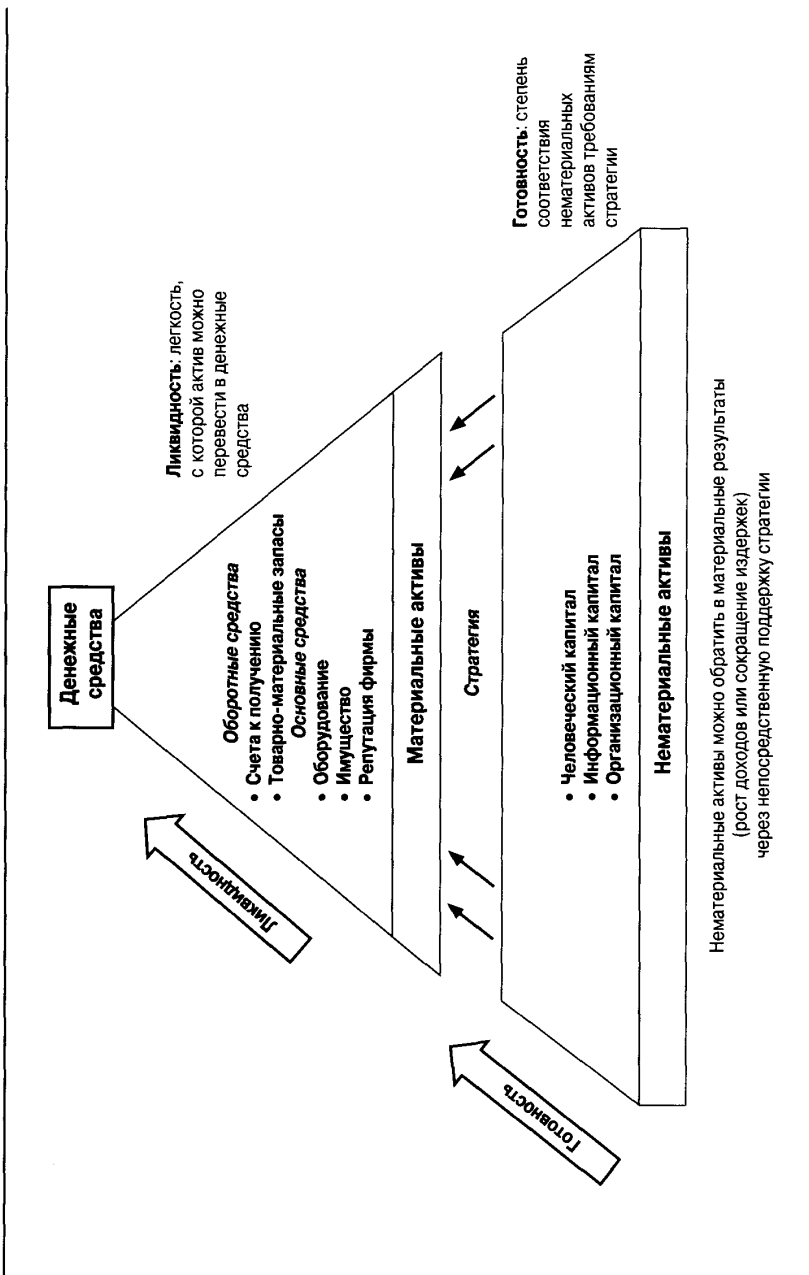 Денежные
средства
Ликвидность: легкость,
с которой актив можно
перевести в денежные
средства
Ликвидность
Оборотные средства
• Счета к получению
• Товарно-материальные запасы
Основные средства
• Оборудование
• Имущество
• Репутация фирмы
Материальные активы
Стратегия
Готовность: степень
соответствия
нематериальных
активов требованиям
стратегии
Готовность
• Человеческий капитал
• Информационный капитал
• Организационный капитал
Нематериальные активы
Нематериальные активы можно обратить в материальные результаты
(рост доходов или сокращение издержек)
через непосредственную поддержку стратегии